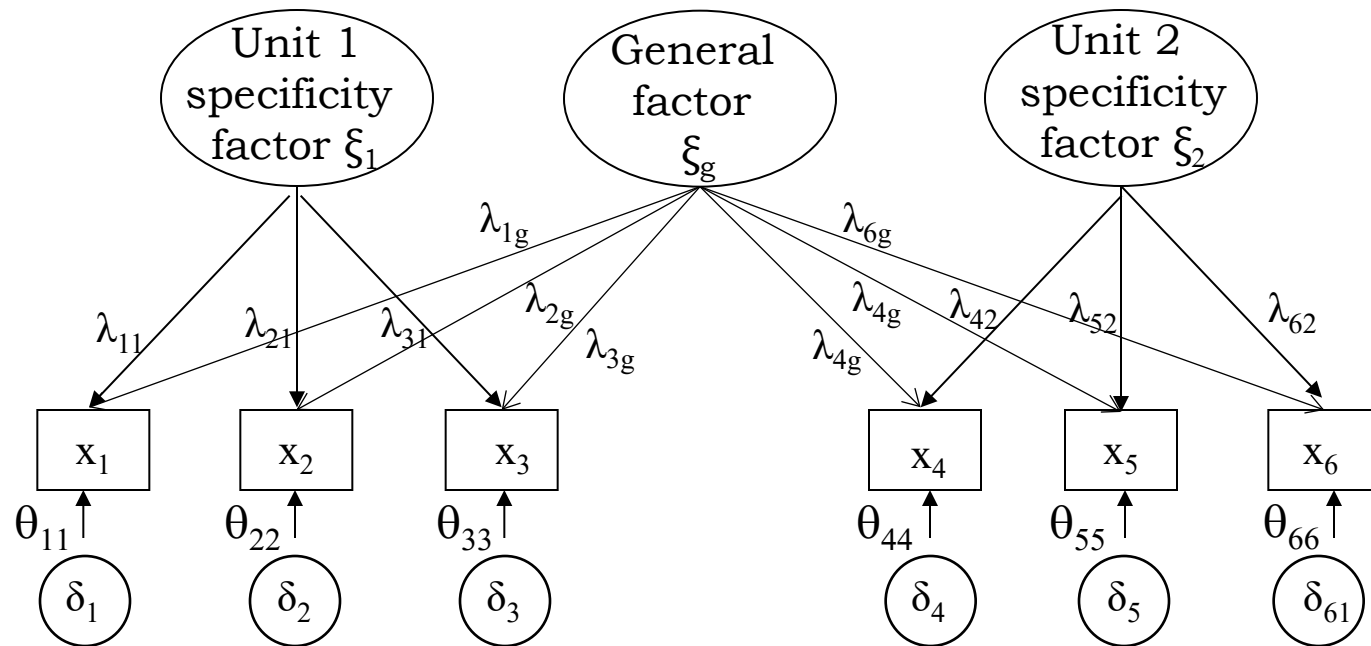 Unit 1
specificity
factor ξ₁
General
factor
ξg
Unit 2
specificity
factor ξ₂
λ₁g
λ₆g
λ₁₁
λ₂₁
λ₃₁
λ₂g
λ₃g
λ₄g
λ₄g
λ₄₂
λ₅₂
λ₆₂
x₁
x₂
x₃
x₄
x₅
x₆
θ₁₁
θ₂₂
θ₃₃
θ₄₄
θ₅₅
θ₆₆
δ₁
δ₂
δ₃
δ₄
δ₅
δ₆₁